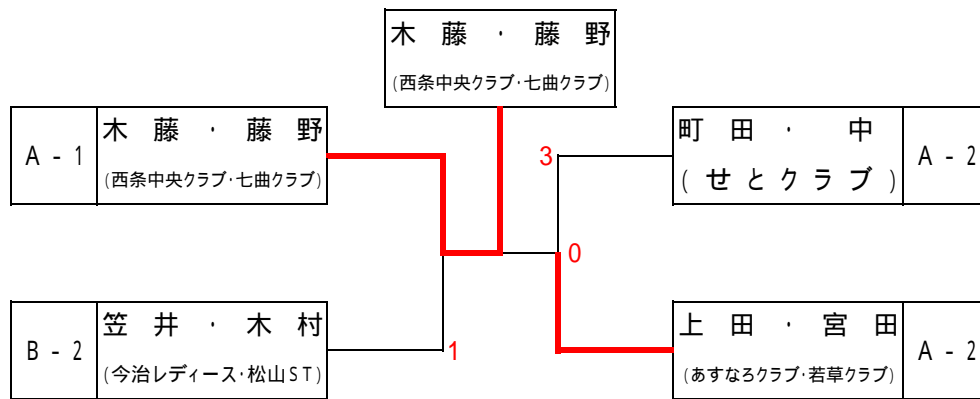 木藤・藤野
(西条中央クラブ・七曲クラブ)
A - 1
木藤・藤野
(西条中央クラブ・七曲クラブ)
3
町田・中
(せとクラブ)
A - 2
0
B - 2
笠井・木村
(今治レディース・松山ST)
1
上田・宮田
(あすなろクラブ・若草クラブ)
A - 2